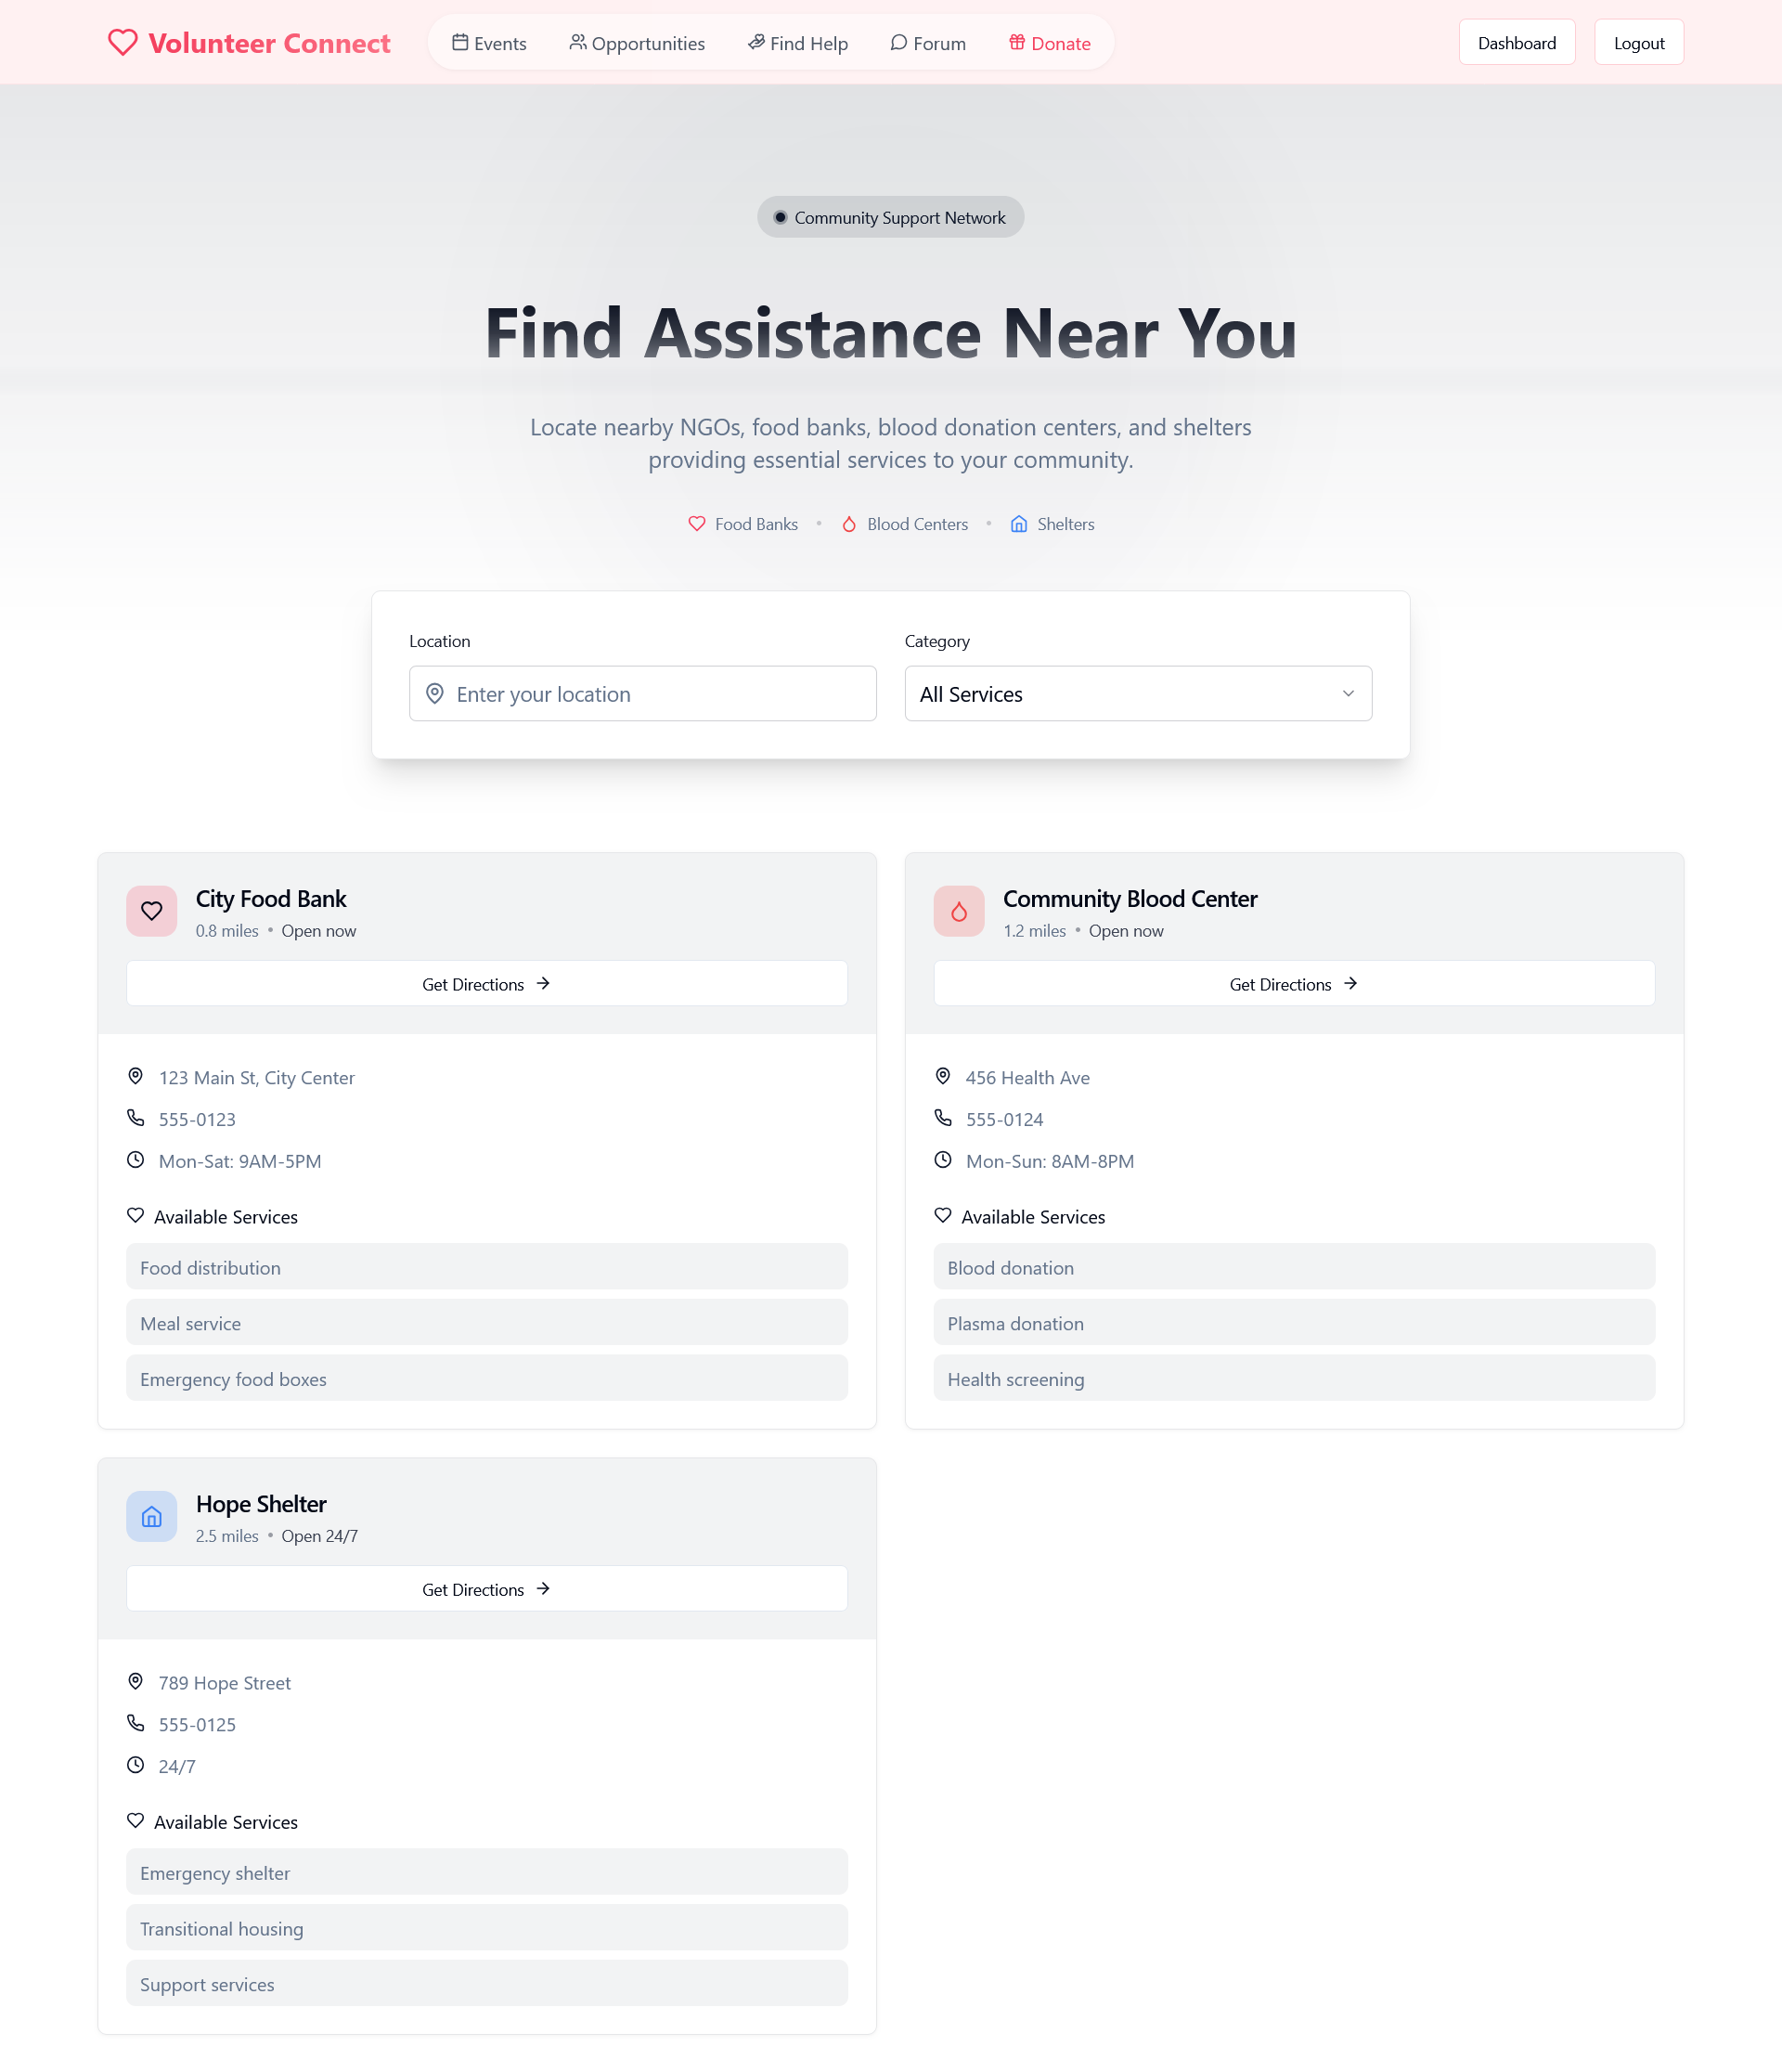 Volunteer Connect
Events
Opportunities
Find Help
Forum
Donate
Dashboard
Logout
Community Support Network
Find Assistance Near You
Locate nearby NGOs, food banks, blood donation centers, and shelters
providing essential services to your community.
Food Banks • Blood Centers • Shelters
Location
Enter your location
Category
All Services
City Food Bank
0.8 miles • Open now
Get Directions
123 Main St, City Center
555-0123
Mon-Sat: 9AM-5PM
Available Services
Food distribution
Meal service
Emergency food boxes
Community Blood Center
1.2 miles • Open now
Get Directions
456 Health Ave
555-0124
Mon-Sun: 8AM-8PM
Available Services
Blood donation
Plasma donation
Health screening
Hope Shelter
2.5 miles • Open 24/7
Get Directions
789 Hope Street
555-0125
24/7
Available Services
Emergency shelter
Transitional housing
Support services